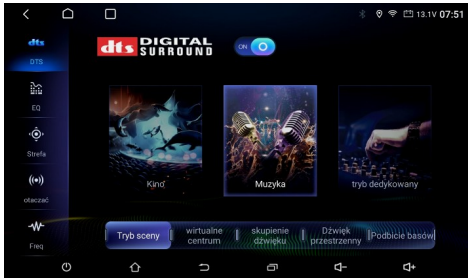 13.1V 07:51
dts
DTS
EQ
Strefa
otaczać
Freq
dts DIGITAL
SURROUND
ON
Kino
Muzyka
tryb dedykowany
Tryb sceny
wirtualne
centrum
skupienie
dźwięku
Dźwięk
przestrzenny
Podbicie basów